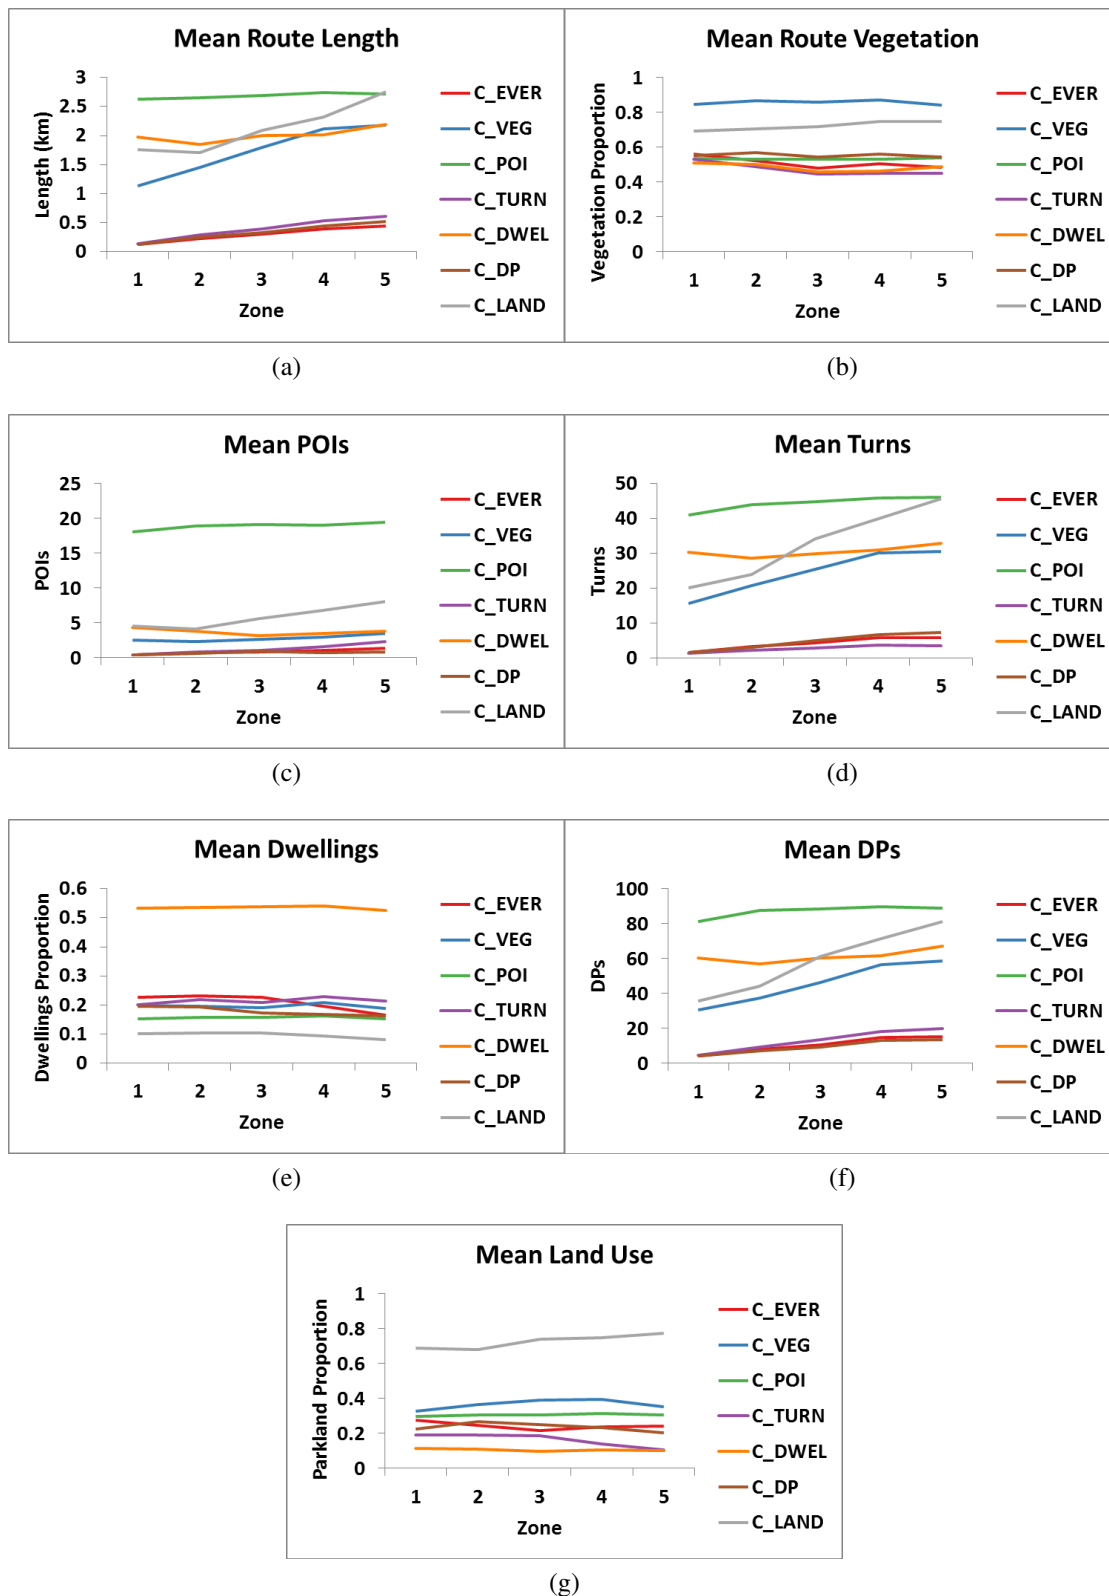 Mean Route Length
3
2.5
2
1.5
1
0.5
0
Length (km)
1 2 3 4 5
Zone
C_EVER
C_VEG
C_POI
C_TURN
C_DWEL
C_DP
C_LAND
(a)
Mean Route Vegetation
1
0.8
0.6
0.4
0.2
0
Vegetation Proportion
1 2 3 4 5
Zone
C_EVER
C_VEG
C_POI
C_TURN
C_DWEL
C_DP
C_LAND
(b)
Mean POIs
25
20
15
10
5
0
POIs
1 2 3 4 5
Zone
C_EVER
C_VEG
C_POI
C_TURN
C_DWEL
C_DP
C_LAND
(c)
Mean Turns
50
40
30
20
10
0
Turns
1 2 3 4 5
Zone
C_EVER
C_VEG
C_POI
C_TURN
C_DWEL
C_DP
C_LAND
(d)
Mean Dwellings
0.6
0.5
0.4
0.3
0.2
0.1
0
Dwellings Proportion
1 2 3 4 5
Zone
C_EVER
C_VEG
C_POI
C_TURN
C_DWEL
C_DP
C_LAND
(e)
Mean DPs
100
80
60
40
20
0
DPs
1 2 3 4 5
Zone
C_EVER
C_VEG
C_POI
C_TURN
C_DWEL
C_DP
C_LAND
(f)
Mean Land Use
1
0.8
0.6
0.4
0.2
0
Parkland Proportion
1 2 3 4 5
Zone
C_EVER
C_VEG
C_POI
C_TURN
C_DWEL
C_DP
C_LAND
(g)